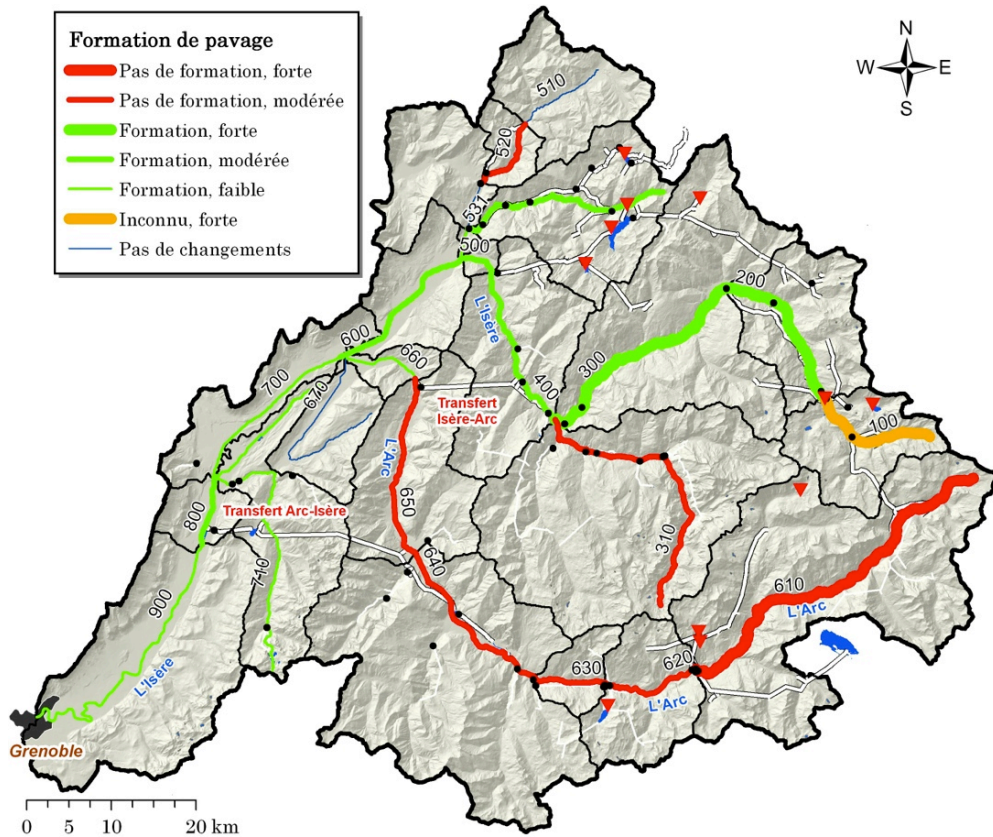 Formation de pavage
Pas de formation, forte
Pas de formation, modérée
Formation, forte
Formation, modérée
Formation, faible
Inconnu, forte
Pas de changements
N
W E
S
510
520
531
500
200
L'Isère
600
660
300
700
670
400
Transfert
Isère-Arc
100
L'Arc
650
800
Transfert Arc-Isère
310
640
710
610
900
L'Arc
630
620
L'Isère
L'Arc
Grenoble
0 5 10 20 km